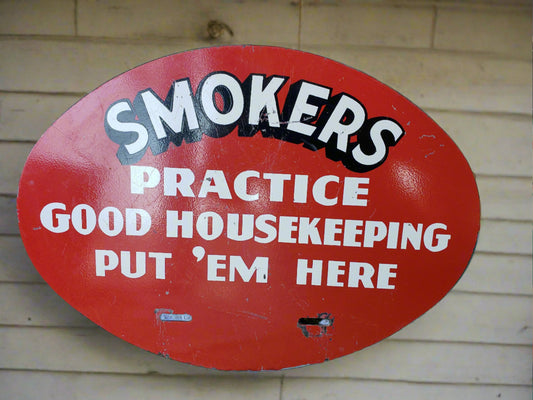 SMOKERS
PRACTICE
GOOD HOUSEKEEPING
PUT 'EM HERE